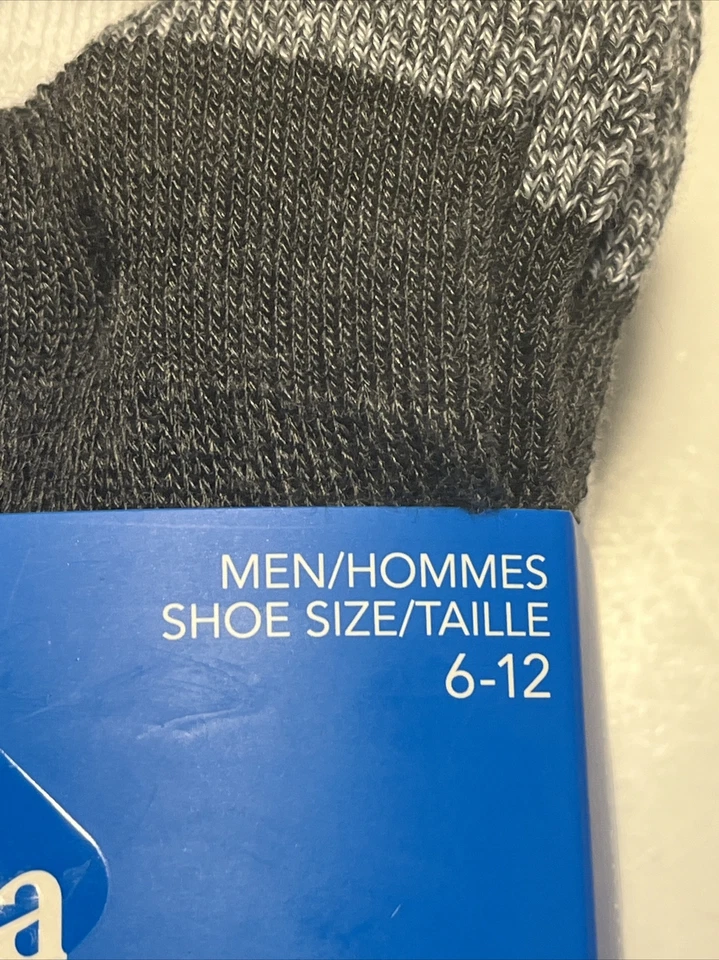 MEN/HOMMES
SHOE SIZE/TAILLE
6-12
a